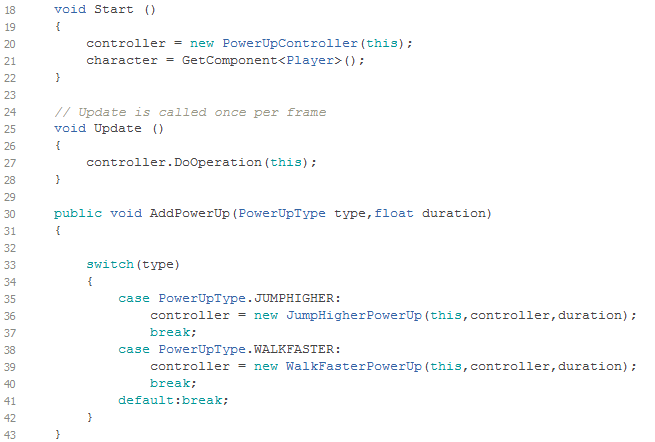 18 void Start ()
19 {
20 controller = new PowerUpController(this);
21 character = GetComponent<Player>();
22 }
23
24 // Update is called once per frame
25 void Update ()
26 {
27 controller.DoOperation(this);
28 }
29
30 public void AddPowerUp(PowerUpType type,float duration)
31 {
32
33 switch(type)
34 {
35 case PowerUpType.JUMPHIGHER:
36 controller = new JumpHigherPowerUp(this,controller,duration);
37 break;
38 case PowerUpType.WALKFASTER:
39 controller = new WalkFasterPowerUp(this,controller,duration);
40 break;
41 default:break;
42 }
43 }